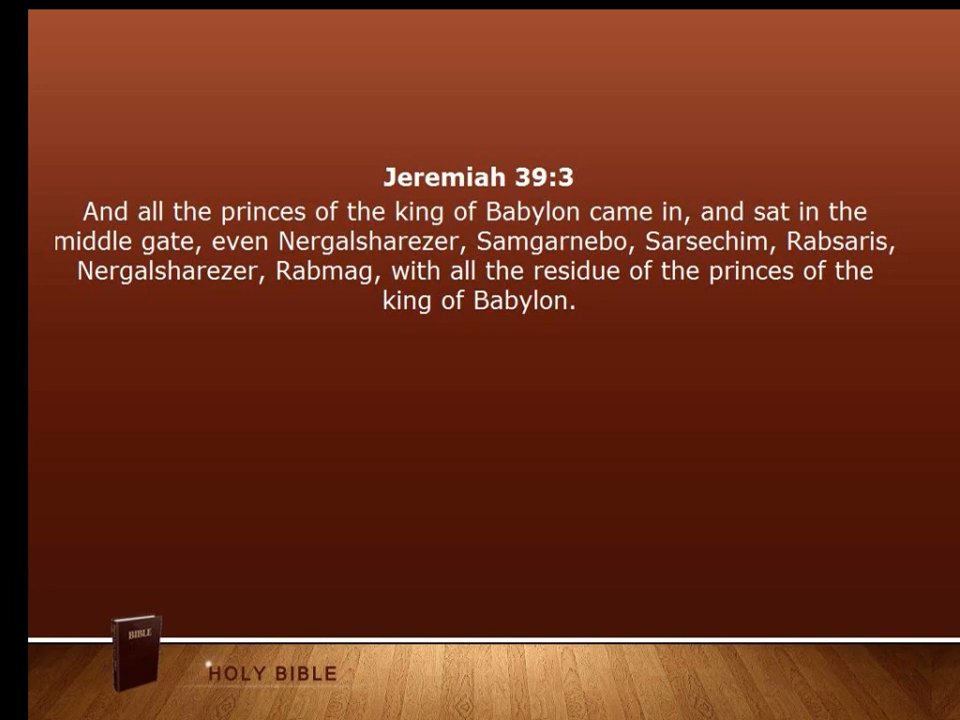 Jeremiah 39:3
And all the princes of the king of Babylon came in, and sat in the
middle gate, even Nergalsharezer, Samgarnebo, Sarsechim, Rabsaris,
Nergalsharezer, Rabmag, with all the residue of the princes of the
king of Babylon.
BIBLE
HOLY BIBLE